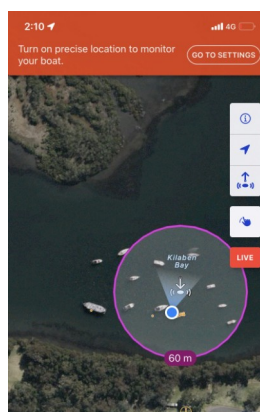 2:10
4G
Turn on precise location to monitor
your boat.
GO TO SETTINGS
Kilaben
Bay
LIVE
60 m